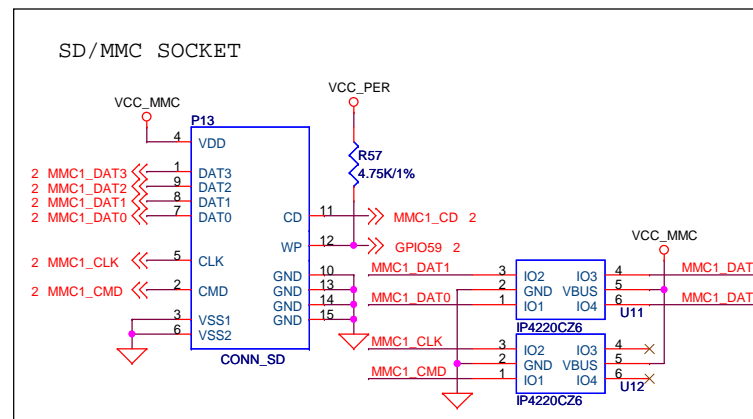 SD/MMC SOCKET
VCC_MMC
VCC_PER
P13
4 VDD
R57
4.75K/1%
2 MMC1_DAT3 1 DAT3
2 MMC1_DAT2 9 DAT2
2 MMC1_DAT1 8 DAT1
2 MMC1_DAT0 7 DAT0
CD 11 MMC1_CD 2
WP 12 GPIO59 2
2 MMC1_CLK 5 CLK
2 MMC1_CMD 2 CMD
GND 10
GND 13
GND 14
GND 15
3 VSS1
6 VSS2
CONN_SD
VCC_MMC
MMC1_DAT1 3 IO2 IO3 4 MMC1_DAT
2 GND VBUS 5
MMC1_DAT0 1 IO1 IO4 6 MMC1_DAT
U11
IP4220CZ6
MMC1_CLK 3 IO2 IO3 4
2 GND VBUS 5
MMC1_CMD 1 IO1 IO4 6
U12
IP4220CZ6